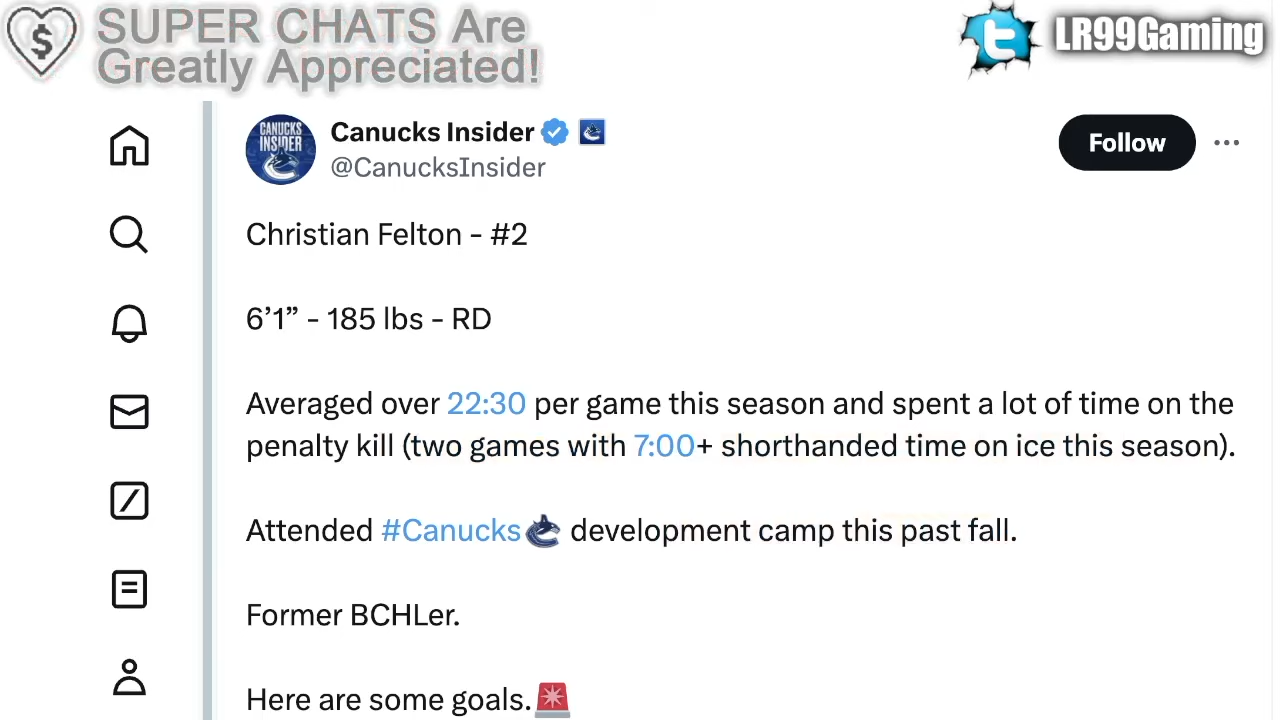 SUPER CHATS Are
Greatly Appreciated!
LR99Gaming
CANUCKS
INSIDER
Canucks Insider
@CanucksInsider
Follow
Christian Felton - #2
6’1” - 185 lbs - RD
Averaged over 22:30 per game this season and spent a lot of time on the
penalty kill (two games with 7:00+ shorthanded time on ice this season).
Attended #Canucks development camp this past fall.
Former BCHLer.
Here are some goals.